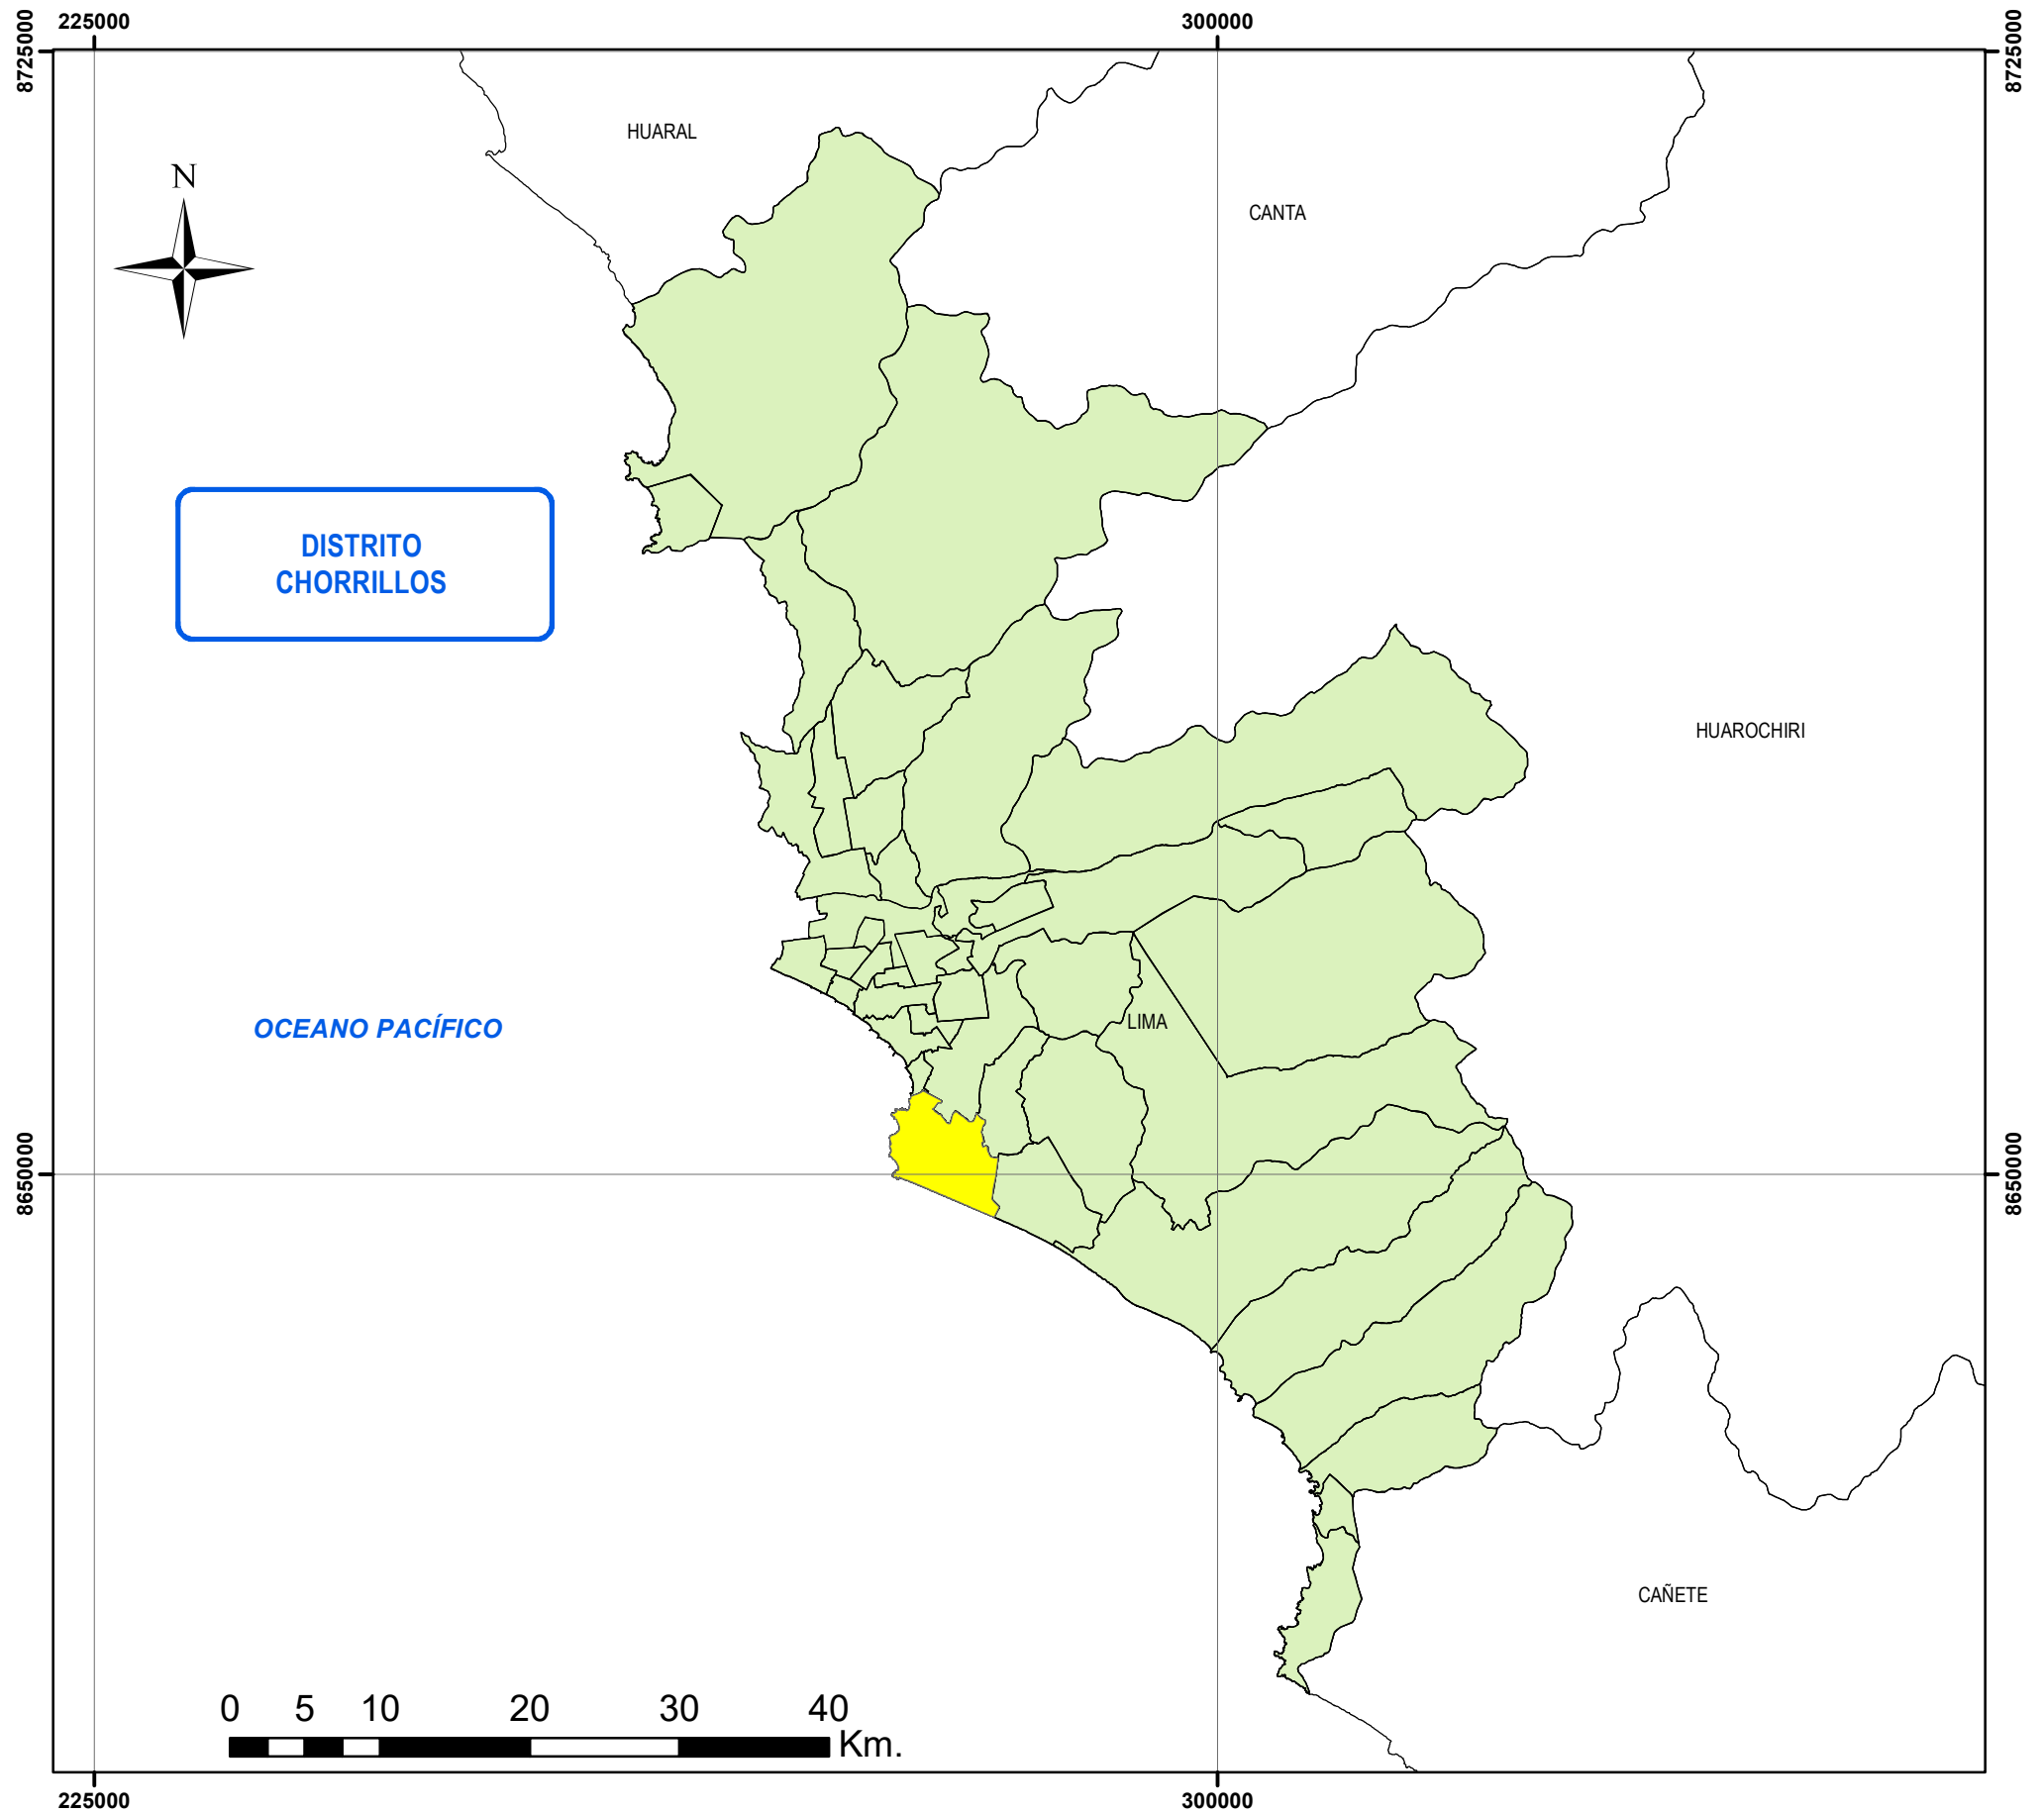 225000
300000
8725000
8725000
HUARAL
N
CANTA
DISTRITO
CHORRILLOS
HUAROCHIRI
OCEANO PACÍFICO
LIMA
8650000
8650000
CAÑETE
0 5 10 20 30 40
Km.
225000
300000